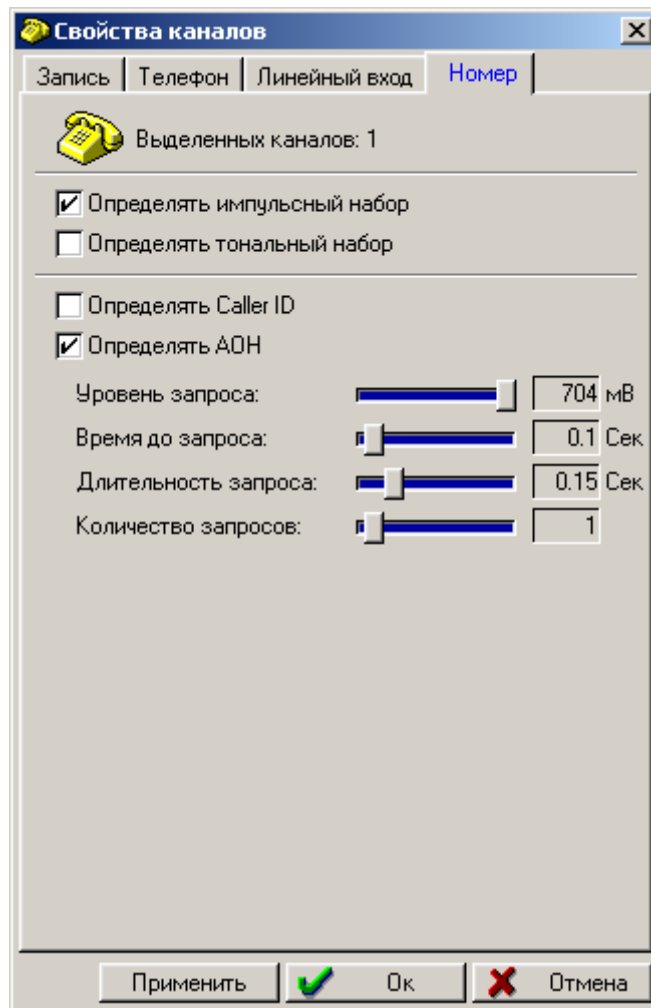 Свойства каналов
Запись Телефон Линейный вход Номер
Выделенных каналов: 1
Определять импульсный набор
Определять тональный набор
Определять Caller ID
Определять АОН
Уровень запроса: 704 мВ
Время до запроса: 0.1 Сек
Длительность запроса: 0.15 Сек
Количество запросов: 1
Применить Ок Отмена